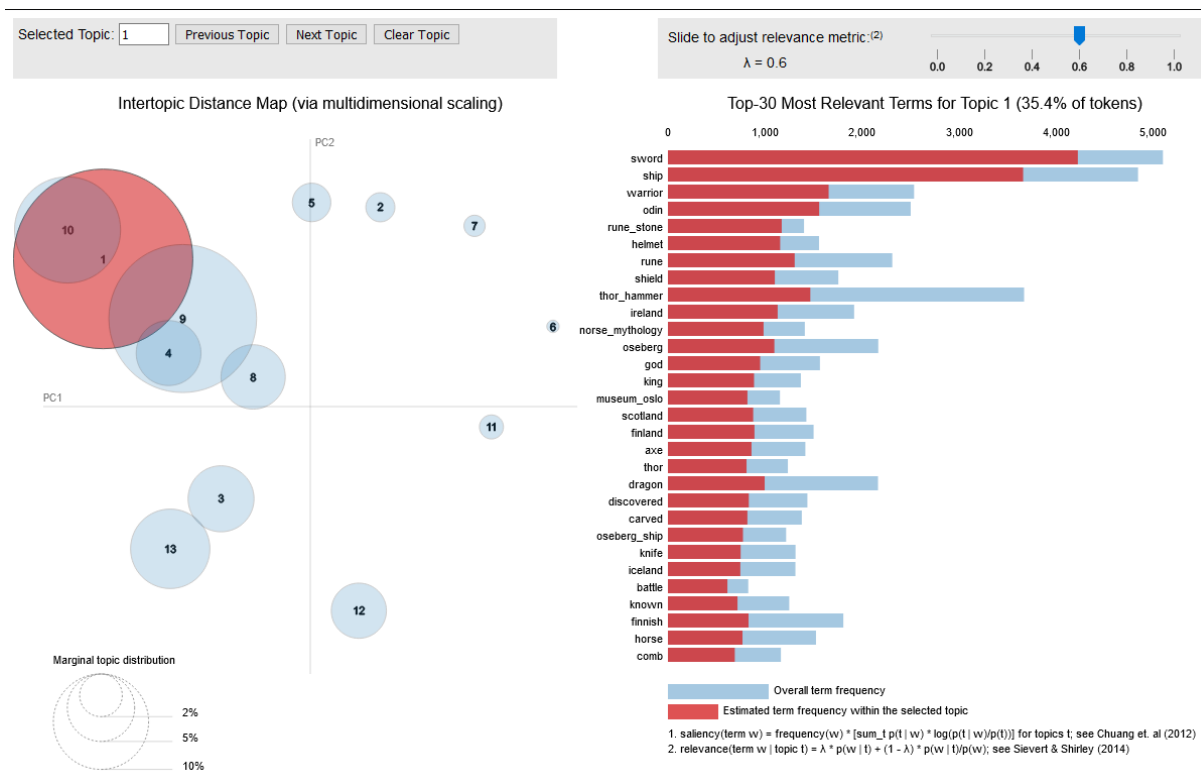 Selected Topic: 1 Previous Topic Next Topic Clear Topic
Slide to adjust relevance metric:(2)
λ = 0.6
0.0 0.2 0.4 0.6 0.8 1.0
Intertopic Distance Map (via multidimensional scaling)
PC2
PC1
5
2
7
10
1
9
6
4
8
11
3
13
12
Marginal topic distribution
2%
5%
10%
Top-30 Most Relevant Terms for Topic 1 (35.4% of tokens)
0 1,000 2,000 3,000 4,000 5,000
sword
ship
warrior
odin
rune_stone
helmet
rune
shield
thor_hammer
ireland
norse_mythology
oseberg
god
king
museum_oslo
scotland
finland
axe
thor
dragon
discovered
carved
oseberg_ship
knife
iceland
battle
known
finnish
horse
comb
Overall term frequency
Estimated term frequency within the selected topic
1. saliency(term w) = frequency(w) * [sum_t p(t | w) * log(p(t | w)/p(t))] for topics t; see Chuang et. al (2012)
2. relevance(term w | topic t) = λ * p(w | t) + (1 - λ) * p(w | t)/p(w); see Sievert & Shirley (2014)